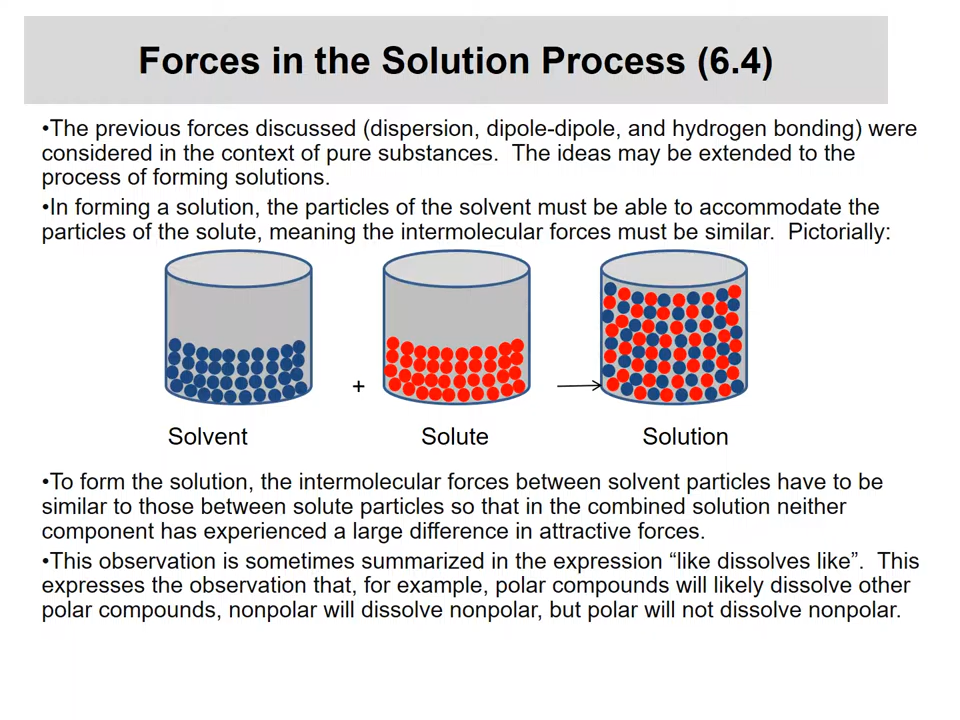 Forces in the Solution Process (6.4)
•The previous forces discussed (dispersion, dipole-dipole, and hydrogen bonding) were
considered in the context of pure substances.  The ideas may be extended to the
process of forming solutions.
•In forming a solution, the particles of the solvent must be able to accommodate the
particles of the solute, meaning the intermolecular forces must be similar.  Pictorially:
+
Solvent
Solute
Solution
•To form the solution, the intermolecular forces between solvent particles have to be
similar to those between solute particles so that in the combined solution neither
component has experienced a large difference in attractive forces.
•This observation is sometimes summarized in the expression “like dissolves like”.  This
expresses the observation that, for example, polar compounds will likely dissolve other
polar compounds, nonpolar will dissolve nonpolar, but polar will not dissolve nonpolar.